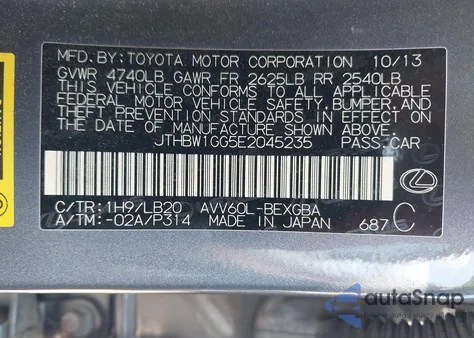 MFD.BY:TOYOTA MOTOR CORPORATION 10/13
GVWR 4740LB GAWR FR 2625LB RR 2540LB
THIS VEHICLE CONFORMS TO ALL APPLICABLE
FEDERAL MOTOR VEHICLE SAFETY,BUMPER,AND
THEFT PREVENTION STANDARDS IN EFFECT ON
THE DATE OF MANUFACTURE SHOWN ABOVE.
JTHBW1GG5E2045235 PASS.CAR
C/TR:1H9/LB20 AVV60L-BEXGBA
A/TM:-02A/P314 MADE IN JAPAN 687 C
autoSnap